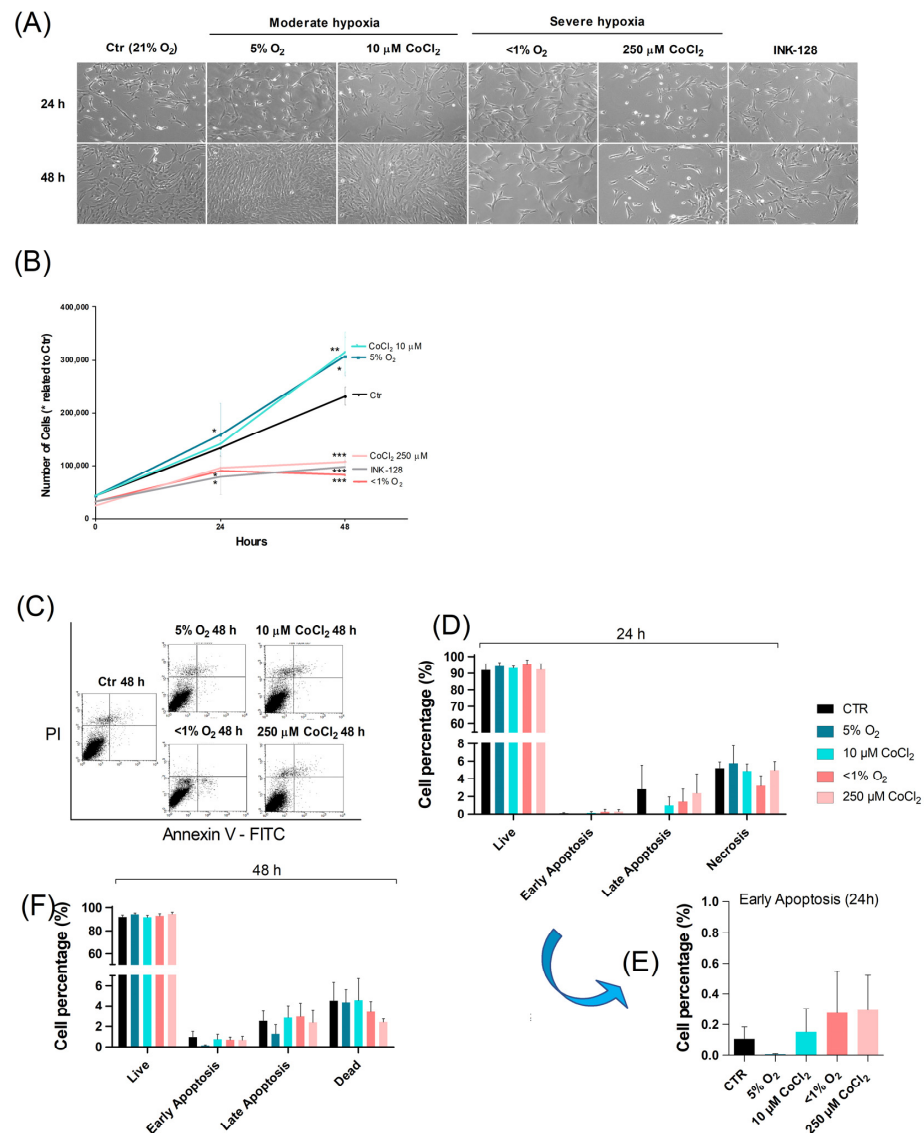 (A)
Moderate hypoxia
Severe hypoxia
Ctr (21% O₂)
5% O₂
10 μM CoCl₂
<1% O₂
250 μM CoCl₂
INK-128
24 h
48 h
(B)
Number of Cells (* related to Ctr)
400,000
300,000
200,000
100,000
0
0
24
48
Hours
**
*
*
*
***
***
***
CoCl₂ 10 μM
5% O₂
Ctr
CoCl₂ 250 μM
INK-128
<1% O₂
(C)
5% O₂ 48 h
10 μM CoCl₂ 48 h
Ctr 48 h
<1% O₂ 48 h
250 μM CoCl₂ 48 h
PI
Annexin V - FITC
(D)
24 h
Cell percentage (%)
100
90
80
70
60
8
6
4
2
0
Live
Early Apoptosis
Late Apoptosis
Necrosis
CTR
5% O₂
10 μM CoCl₂
<1% O₂
250 μM CoCl₂
(F)
48 h
Cell percentage (%)
100
80
60
6
4
2
0
Live
Early Apoptosis
Late Apoptosis
Dead
(E)
Early Apoptosis (24h)
Cell percentage (%)
1.0
0.8
0.6
0.4
0.2
0.0
CTR
5% O₂
10 μM CoCl₂
<1% O₂
250 μM CoCl₂